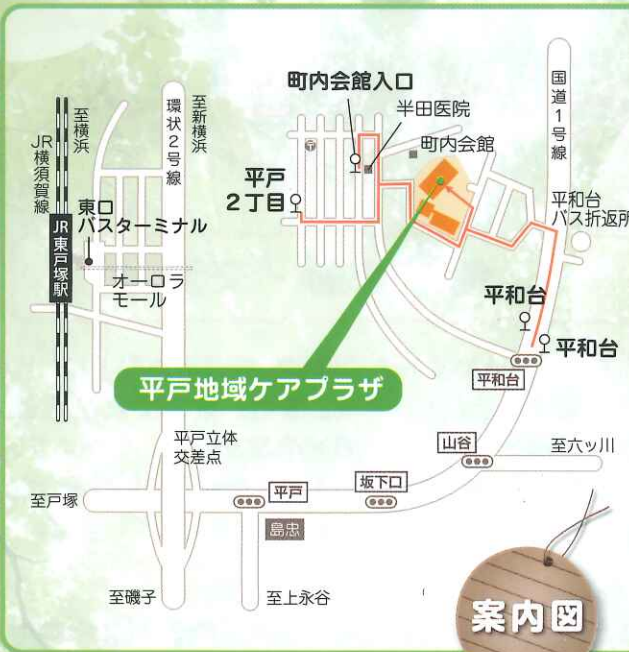 至横浜
JR
横須賀線
JR東戸塚駅
東口
バスターミナル
オーロラ
モール
環状2号線
至新横浜
町内会館入口
半田医院
町内会館
平戸
2丁目
国道1号線
平和台
バス折返所
平和台
平和台
平和台
平戸地域ケアプラザ
平戸立体
交差点
山谷
至六ッ川
坂下口
平戸
至戸塚
島忠
至磯子
至上永谷
案内図